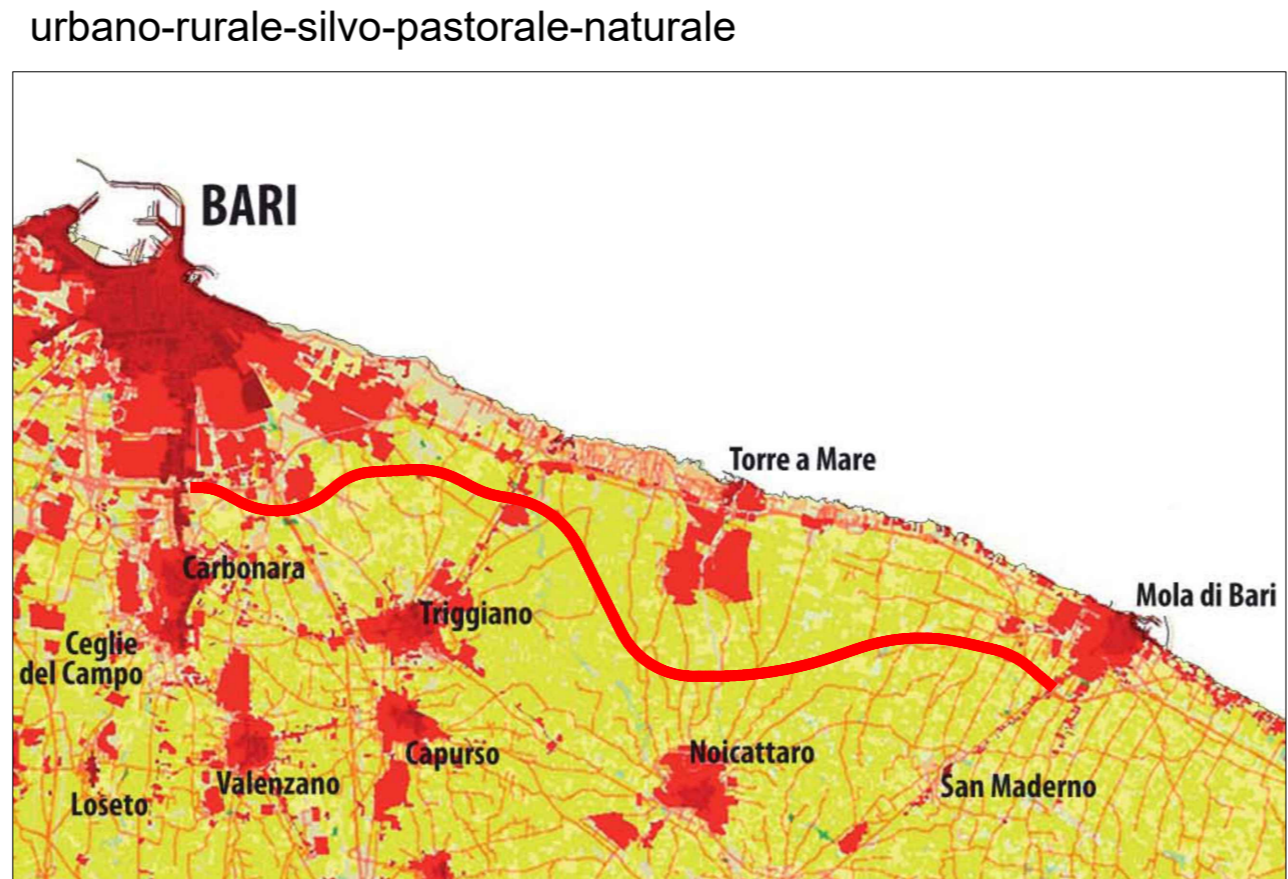 urbano-rurale-silvo-pastorale-naturale
BARI
Torre a Mare
Carbonara
Mola di Bari
Triggiano
Ceglie
del Campo
Capurso
Noicattaro
Valenzano
San Maderno
Loseto